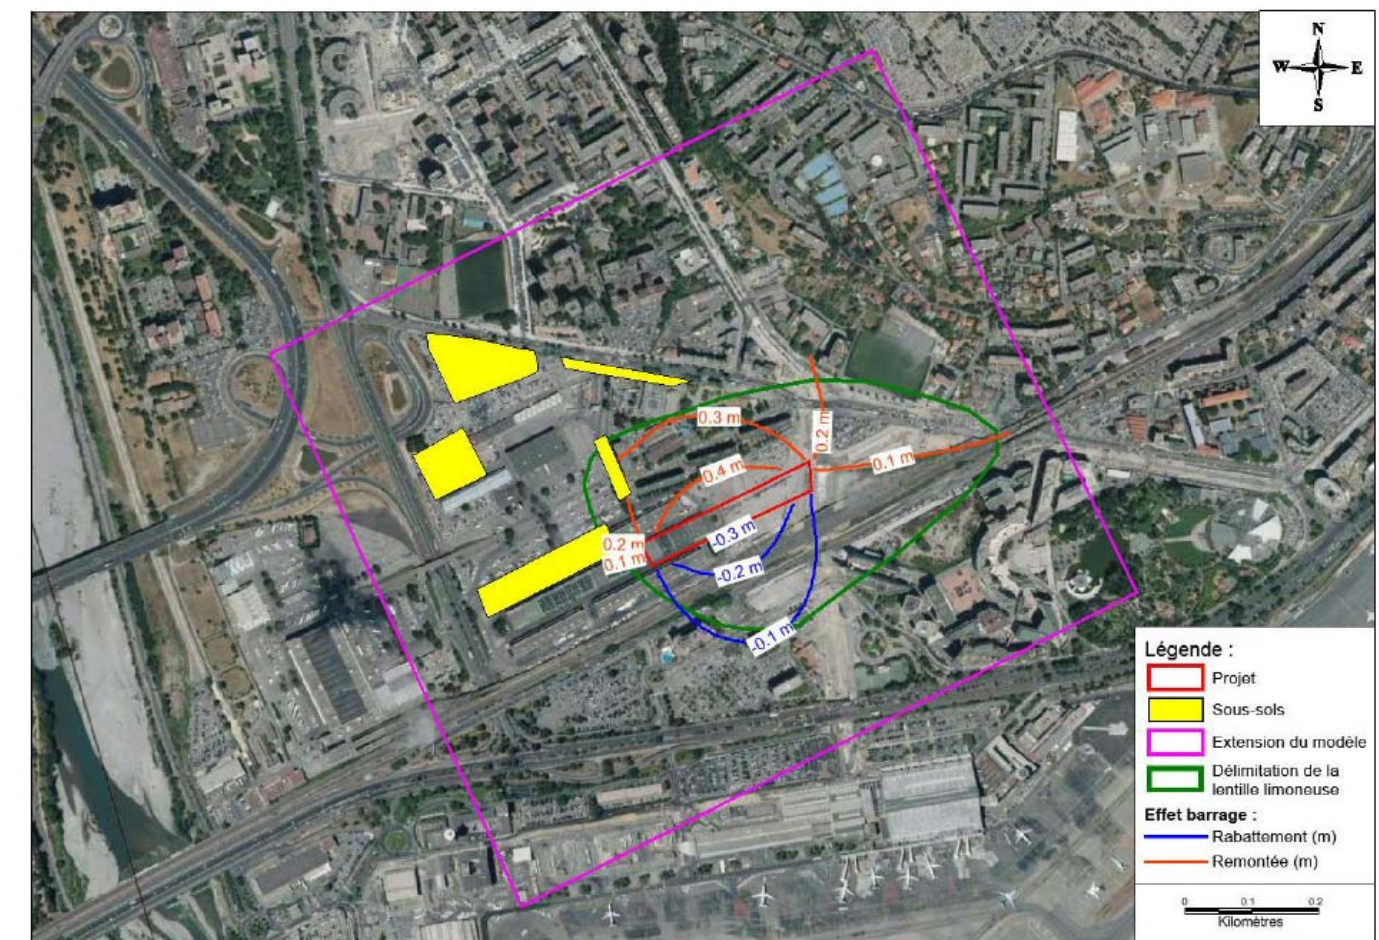 N
W E
S
0.3 m
0.2 m
0.4 m
0.1 m
-0.3 m
0.2 m
0.1 m
-0.2 m
-0.1 m
Légende :
Projet
Sous-sols
Extension du modèle
Délimitation de la
lentille limoneuse
Effet barrage :
Rabattement (m)
Remontée (m)
0 0.1 0.2
Kilomètres